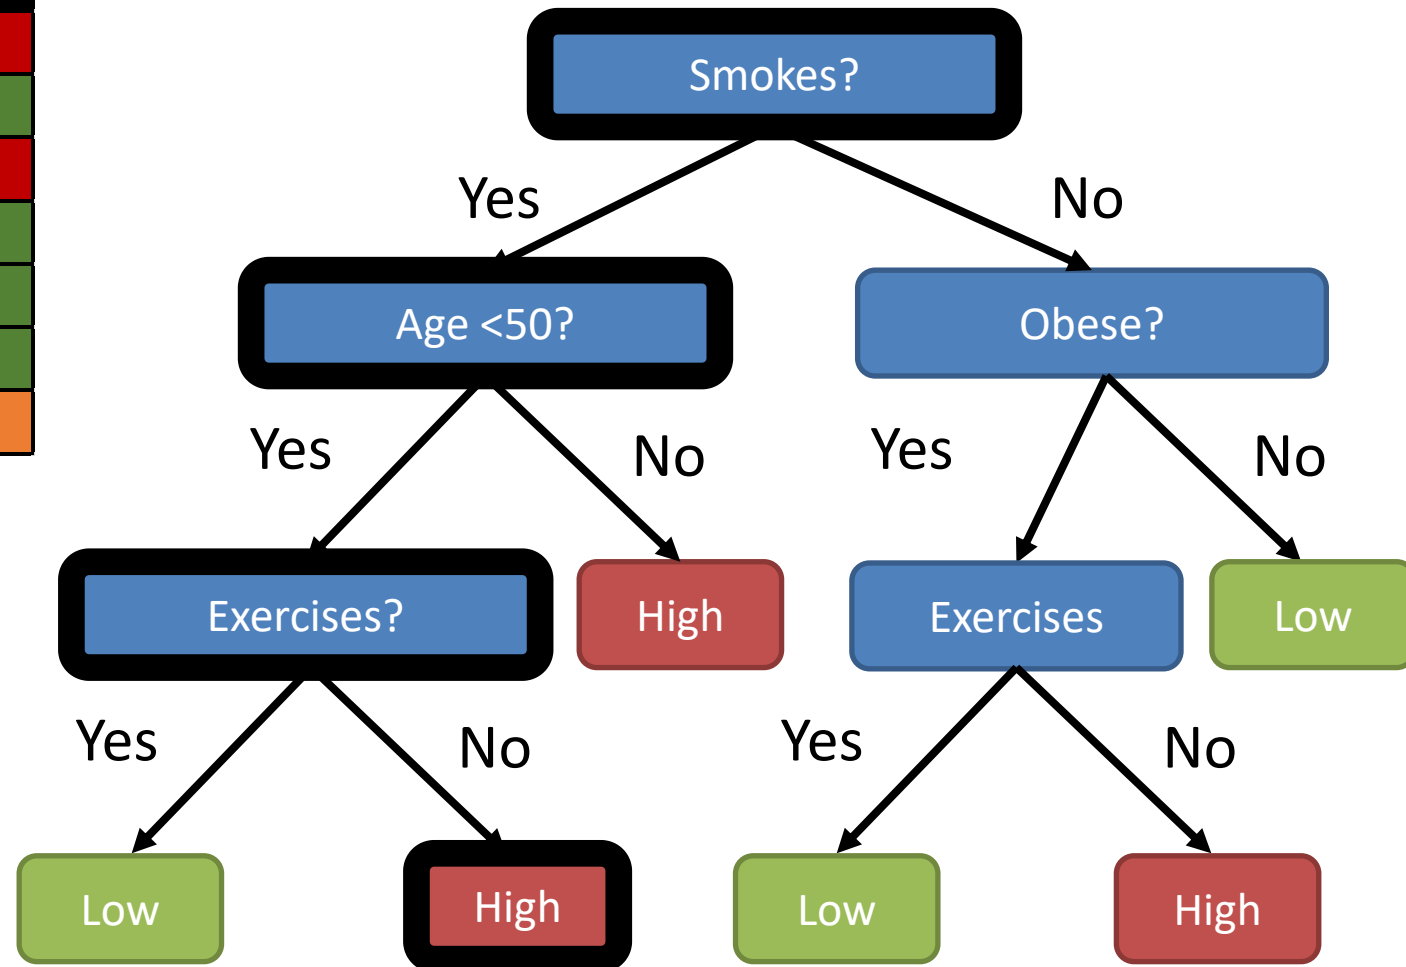 Smokes?
Yes
No
Age <50?
Obese?
Yes
No
Yes
No
Exercises?
High
Exercises
Low
Yes
No
Yes
No
Low
High
Low
High